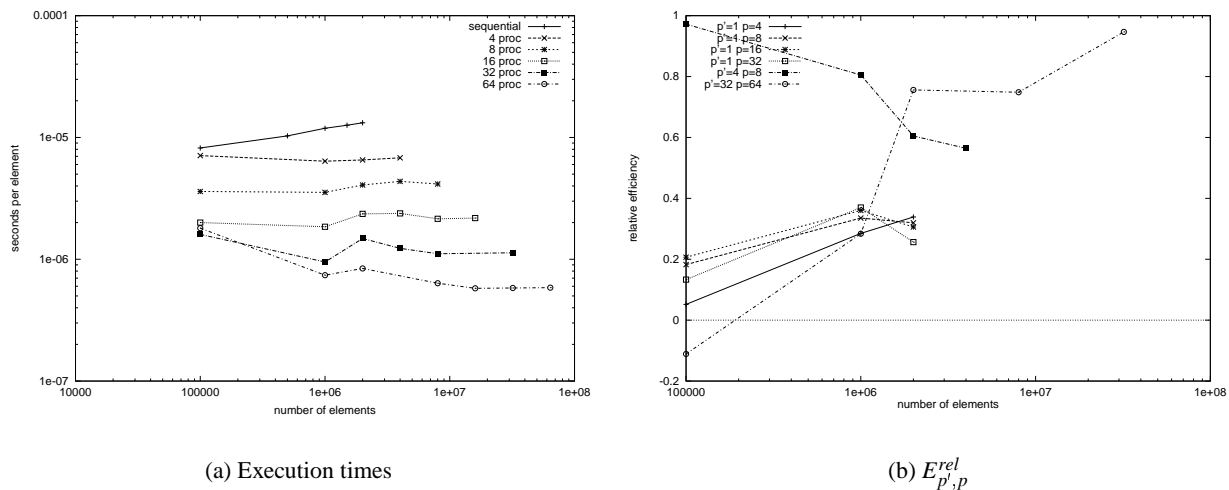 0.0001
1e-05
1e-06
1e-07
10000
100000
1e+06
1e+07
1e+08
seconds per element
number of elements
sequential
4 proc
8 proc
16 proc
32 proc
64 proc
(a) Execution times
1
0.8
0.6
0.4
0.2
0
0.2
100000
1e+06
1e+07
1e+08
relative efficiency
number of elements
p'=1 p=4
p'=1 p=8
p'=1 p=16
p'=1 p=32
p'=4 p=8
p'=32 p=64
(b) E^{rel}_{p',p}